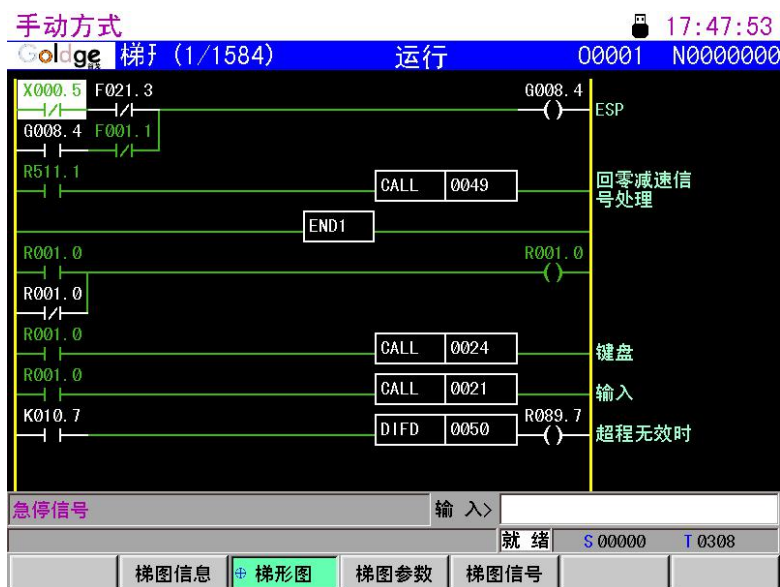 手动方式 17:47:53
Goldge 梯 (1/1584) 运行 O0001 N0000000
X000.5 F021.3 G008.4
ESP
G008.4 F001.1
R511.1
CALL 0049 回零减速信
号处理
END1
R001.0 R001.0
R001.0
R001.0
CALL 0024 键盘
R001.0
CALL 0021 输入
K010.7 R089.7
DIFD 0050 超程无效时
急停信号 输 入>
就 绪 S 00000 T 0308
梯图信息 梯形图 梯图参数 梯图信号